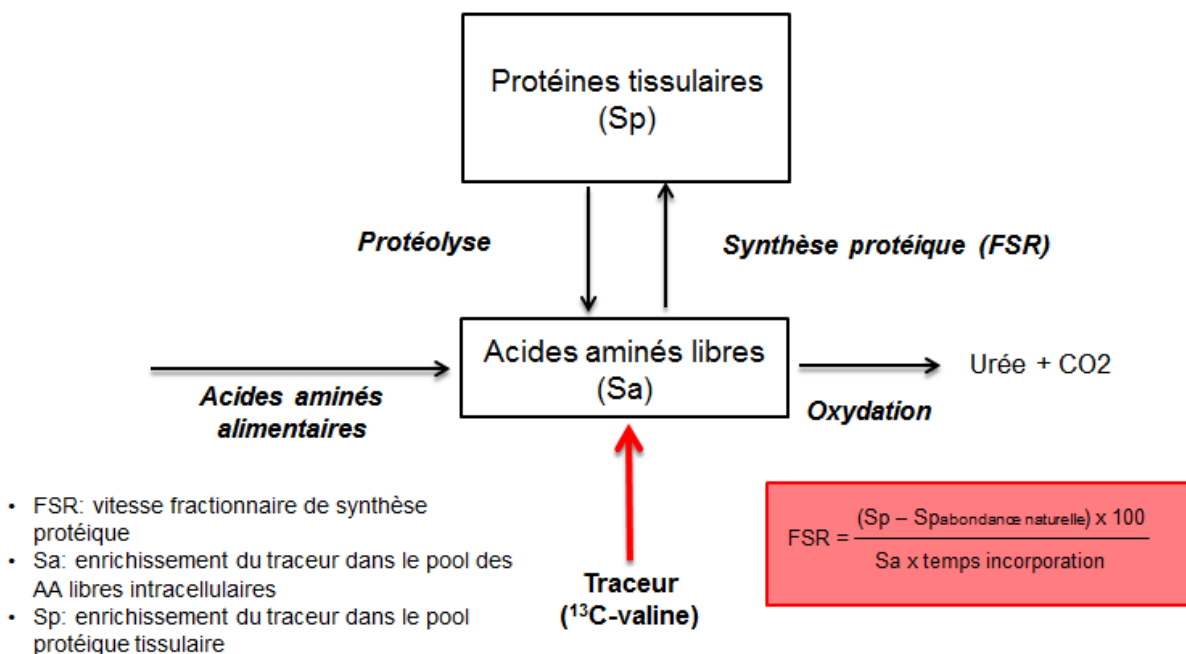 Protéines tissulaires
(Sp)
Protéolyse
Synthèse protéique (FSR)
Acides aminés libres
(Sa)
Urée + CO2
Acides aminés
alimentaires
Oxydation
• FSR: vitesse fractionnaire de synthèse
protéique
• Sa: enrichissement du traceur dans le pool des
AA libres intracellulaires
• Sp: enrichissement du traceur dans le pool
protéique tissulaire
Traceur
(¹³C-valine)
(Sp – Spabondance naturelle) x 100
FSR =
Sa x temps incorporation